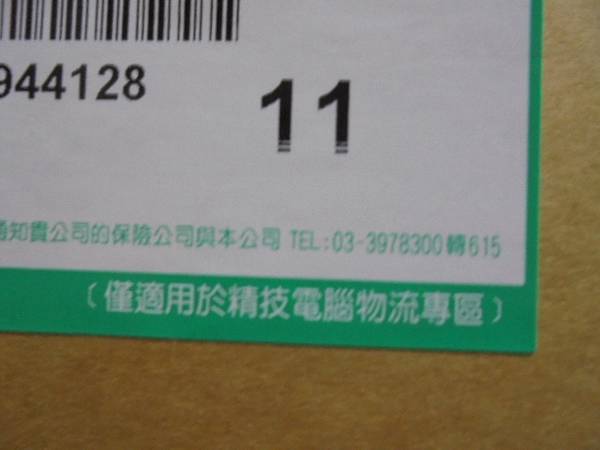 944128
11
通知貴公司的保險公司與本公司 TEL:03-3978300轉615
〔僅適用於精技電腦物流專區〕